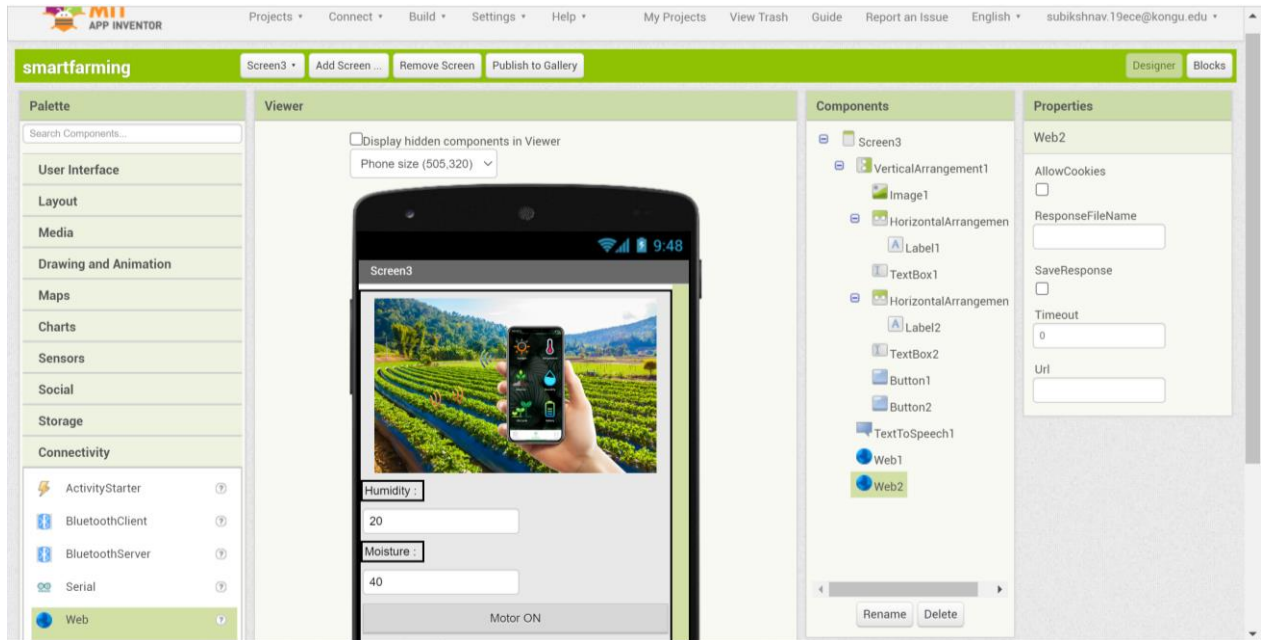 MIT
APP INVENTOR
Projects Connect Build Settings Help My Projects View Trash Guide Report an Issue English subikshnav.19ece@kongu.edu
smartfarming Screen3 Add Screen ... Remove Screen Publish to Gallery Designer Blocks
Palette
Search Components...
User Interface
Layout
Media
Drawing and Animation
Maps
Charts
Sensors
Social
Storage
Connectivity
ActivityStarter
BluetoothClient
BluetoothServer
Serial
Web
Viewer
Display hidden components in Viewer
Phone size (505,320)
9:48
Screen3
Humidity :
20
Moisture :
40
Motor ON
Components
Screen3
VerticalArrangement1
Image1
HorizontalArrangemen
Label1
TextBox1
HorizontalArrangemen
Label2
TextBox2
Button1
Button2
TextToSpeech1
Web1
Web2
Rename Delete
Properties
Web2
AllowCookies
ResponseFileName
SaveResponse
Timeout
0
Url